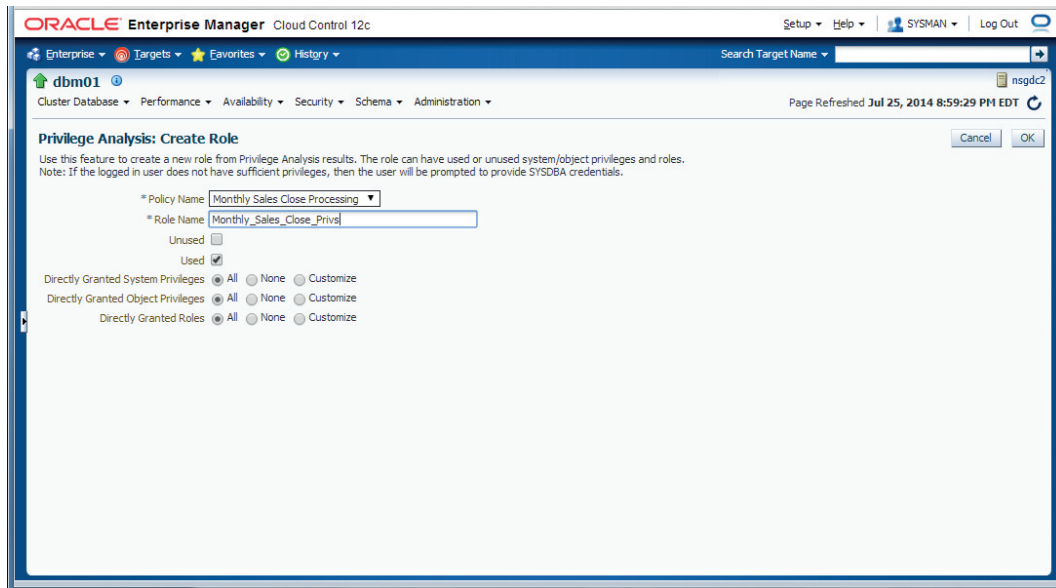 ORACLE Enterprise Manager Cloud Control 12c
Setup Help SYSMAN Log Out
Enterprise Targets Favorites History Search Target Name
dbm01 nsgdc2
Cluster Database Performance Availability Security Schema Administration Page Refreshed Jul 25, 2014 8:59:29 PM EDT
Privilege Analysis: Create Role Cancel OK
Use this feature to create a new role from Privilege Analysis results. The role can have used or unused system/object privileges and roles.
Note: If the logged in user does not have sufficient privileges, then the user will be prompted to provide SYSDBA credentials.
* Policy Name Monthly Sales Close Processing
* Role Name Monthly_Sales_Close_Privs
Unused
Used
Directly Granted System Privileges All None Customize
Directly Granted Object Privileges All None Customize
Directly Granted Roles All None Customize